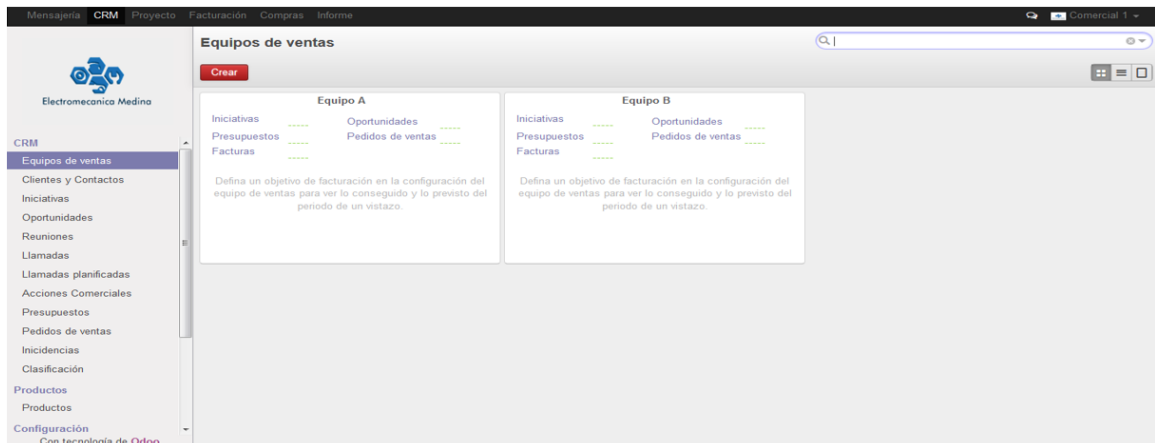 Mensajería CRM Proyecto Facturación Compras Informe Comercial 1
Electromecanica Medina
Equipos de ventas
Crear
CRM
Equipos de ventas
Clientes y Contactos
Iniciativas
Oportunidades
Reuniones
Llamadas
Llamadas planificadas
Acciones Comerciales
Presupuestos
Pedidos de ventas
Inicidencias
Clasificación
Productos
Productos
Configuración
Con tecnología de Odoo
Equipo A
Iniciativas Oportunidades
Presupuestos Pedidos de ventas
Facturas
Defina un objetivo de facturación en la configuración del
equipo de ventas para ver lo conseguido y lo previsto del
periodo de un vistazo.
Equipo B
Iniciativas Oportunidades
Presupuestos Pedidos de ventas
Facturas
Defina un objetivo de facturación en la configuración del
equipo de ventas para ver lo conseguido y lo previsto del
periodo de un vistazo.